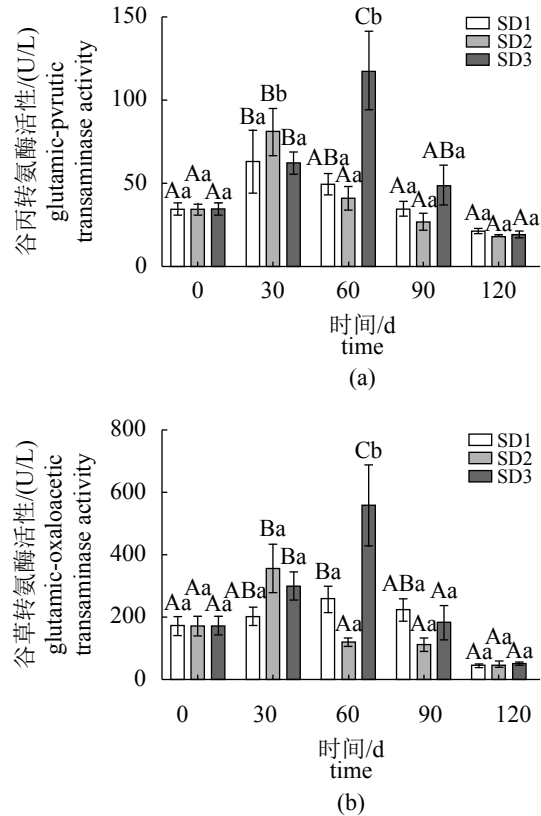 谷丙转氨酶活性/(U/L)
glutamic-pvrutic
transaminase activity
150
100
50
0
SD1
SD2
SD3
Aa Aa Aa
Ba Bb Ba
ABa Aa Cb
Aa Aa ABa
Aa Aa Aa
0 30 60 90 120
时间/d
time
(a)
谷草转氨酶活性/(U/L)
glutamic-oxaloacetic
transaminase activity
800
600
400
200
0
SD1
SD2
SD3
Aa Aa Aa
ABa Ba Ba
Ba Aa Cb
ABa Aa Aa
Aa Aa Aa
0 30 60 90 120
时间/d
time
(b)